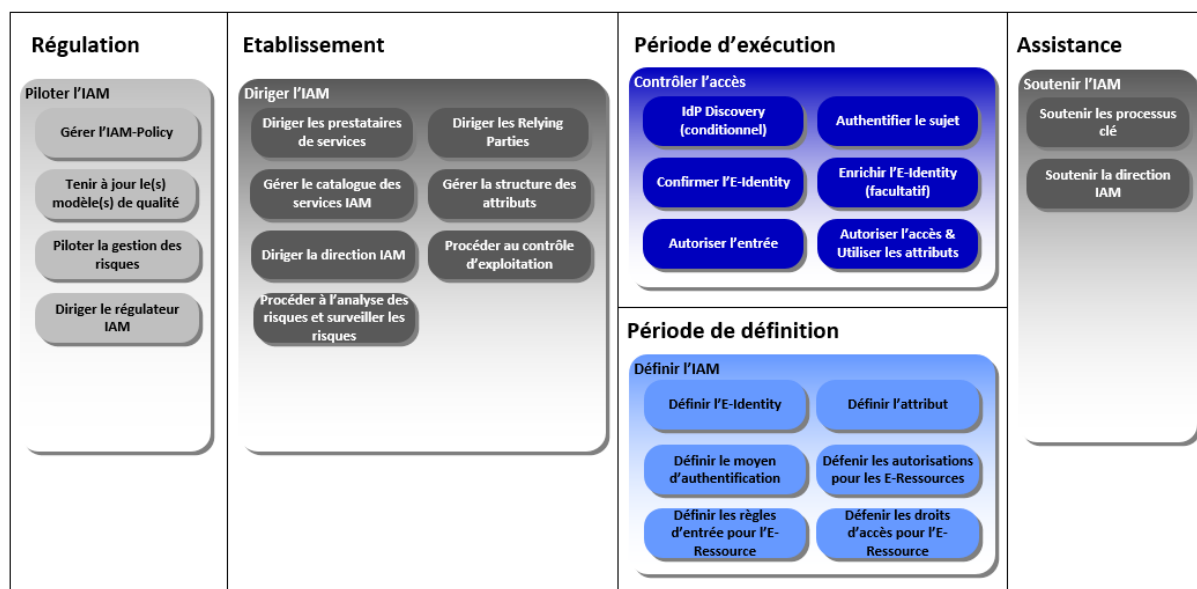 Régulation
Piloter l'IAM
Gérer l'IAM-Policy
Tenir à jour le(s)
modèle(s) de qualité
Piloter la gestion des
risques
Diriger le régulateur
IAM
Etablissement
Diriger l'IAM
Diriger les prestataires
de services
Diriger les Relying
Parties
Gérer le catalogue des
services IAM
Gérer la structure des
attributs
Diriger la direction IAM
Procéder au contrôle
d'exploitation
Procéder à l'analyse des
risques et surveiller les
risques
Période d'exécution
Contrôler l'accès
IdP Discovery
(conditionnel)
Authentifier le sujet
Confirmer l'E-Identity
Enrichir l'E-Identity
(facultatif)
Autoriser l'entrée
Autoriser l'accès &
Utiliser les attributs
Période de définition
Définir l'IAM
Définir l'E-Identity
Définir l'attribut
Définir le moyen
d'authentification
Défenir les autorisations
pour les E-Ressources
Définir les règles
d'entrée pour l'E-
Ressource
Défenir les droits
d'accès pour l'E-
Ressource
Assistance
Soutenir l'IAM
Soutenir les processus
clé
Soutenir la direction
IAM